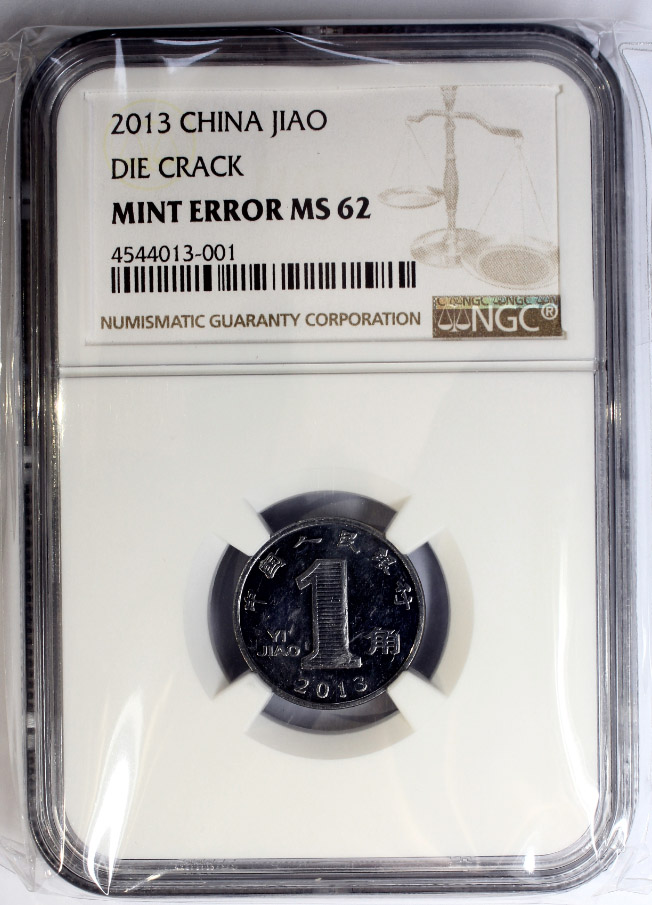 2013 CHINA JIAO
DIE CRACK
MINT ERROR MS 62
4544013-001
NUMISMATIC GUARANTY CORPORATION
NGC®
中国人民银行
1
YI
JIAO
角
2013